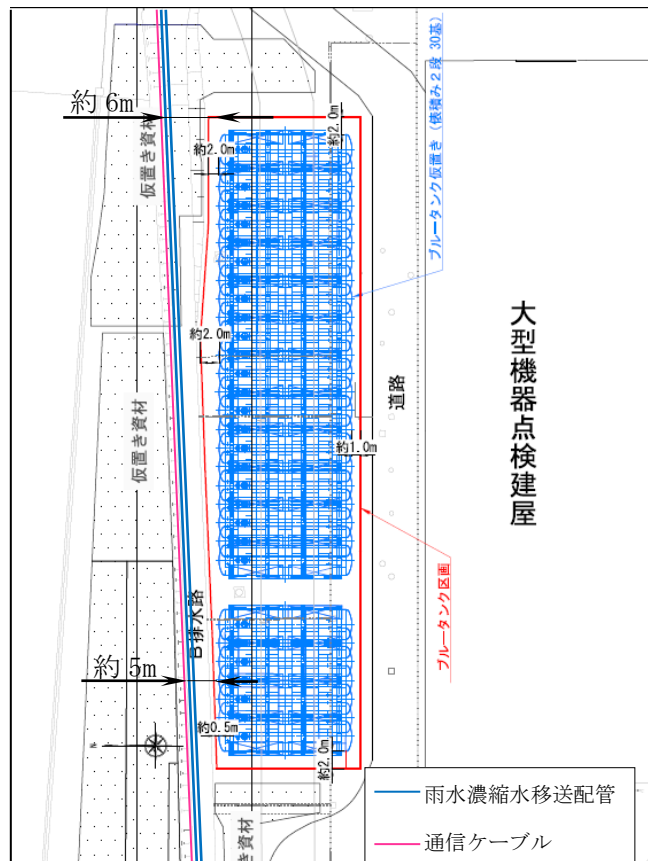 約 6m
仮置き資材
約2.0m
約2.0m
ブルータンク仮置き（俵積み２段 30基）
約2.0m
仮置き資材
道路
大型機器点検建屋
約1.0m
ブルータンク区画
B排水路
約 5m
約0.5m
約2.0m
き資材
雨水濃縮水移送配管
通信ケーブル